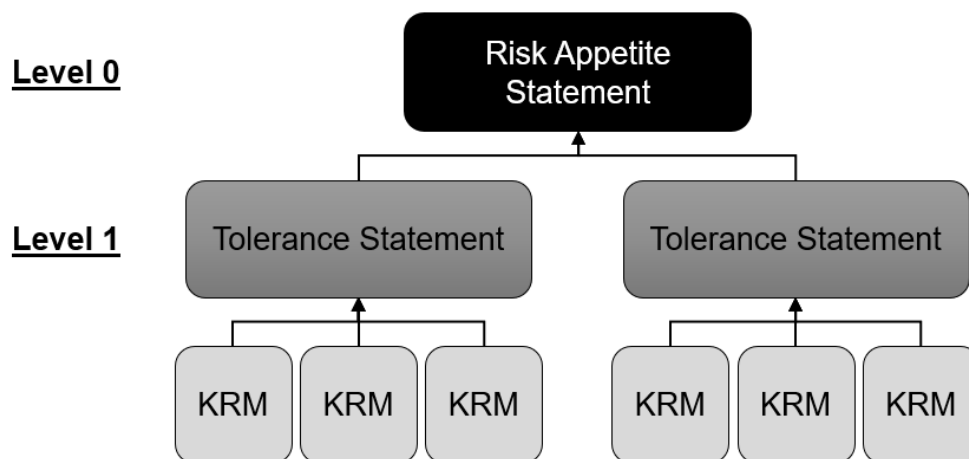 Level 0
Risk Appetite
Statement
Level 1
Tolerance Statement
Tolerance Statement
KRM
KRM
KRM
KRM
KRM
KRM